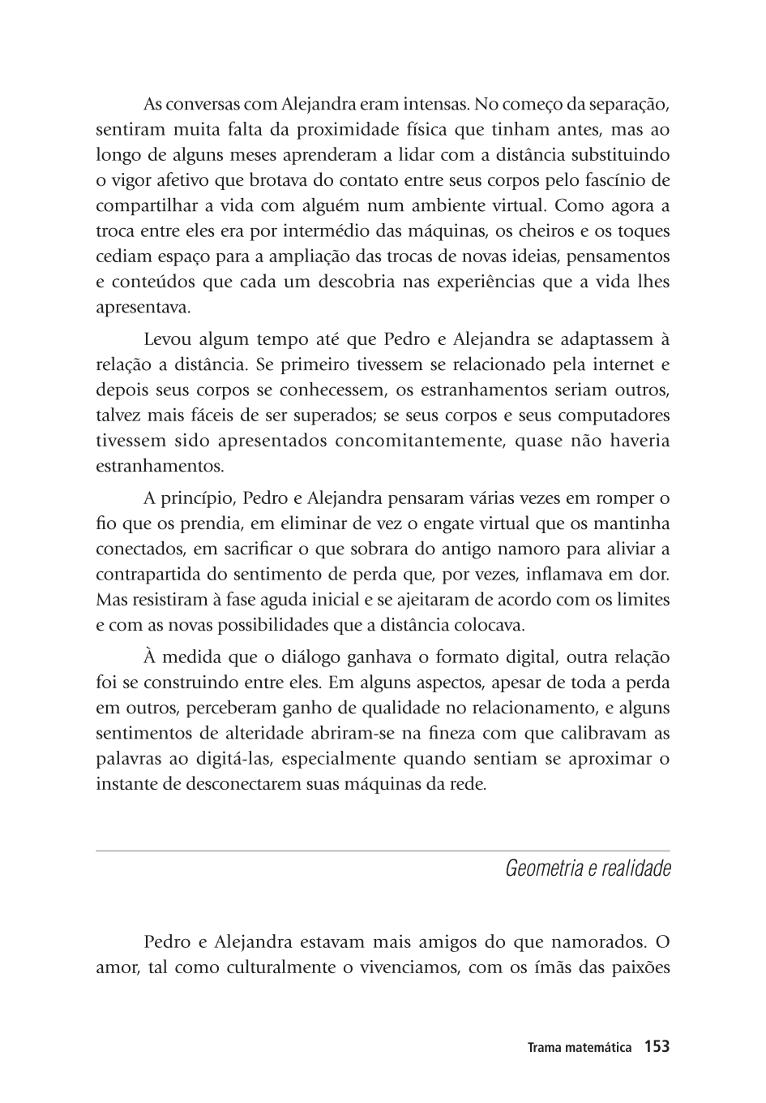 As conversas com Alejandra eram intensas. No começo da separação,
sentiram muita falta da proximidade física que tinham antes, mas ao
longo de alguns meses aprenderam a lidar com a distância substituindo
o vigor afetivo que brotava do contato entre seus corpos pelo fascínio de
compartilhar a vida com alguém num ambiente virtual. Como agora a
troca entre eles era por intermédio das máquinas, os cheiros e os toques
cediam espaço para a ampliação das trocas de novas ideias, pensamentos
e conteúdos que cada um descobria nas experiências que a vida lhes
apresentava.
Levou algum tempo até que Pedro e Alejandra se adaptassem à
relação a distância. Se primeiro tivessem se relacionado pela internet e
depois seus corpos se conhecessem, os estranhamentos seriam outros,
talvez mais fáceis de ser superados; se seus corpos e seus computadores
tivessem sido apresentados concomitantemente, quase não haveria
estranhamentos.
A princípio, Pedro e Alejandra pensaram várias vezes em romper o
fio que os prendia, em eliminar de vez o engate virtual que os mantinha
conectados, em sacrificar o que sobrara do antigo namoro para aliviar a
contrapartida do sentimento de perda que, por vezes, inflamava em dor.
Mas resistiram à fase aguda inicial e se ajeitaram de acordo com os limites
e com as novas possibilidades que a distância colocava.
À medida que o diálogo ganhava o formato digital, outra relação
foi se construindo entre eles. Em alguns aspectos, apesar de toda a perda
em outros, perceberam ganho de qualidade no relacionamento, e alguns
sentimentos de alteridade abriram-se na fineza com que calibravam as
palavras ao digitá-las, especialmente quando sentiam se aproximar o
instante de desconectarem suas máquinas da rede.
Geometria e realidade
Pedro e Alejandra estavam mais amigos do que namorados. O
amor, tal como culturalmente o vivenciamos, com os ímãs das paixões
Trama matemática 153